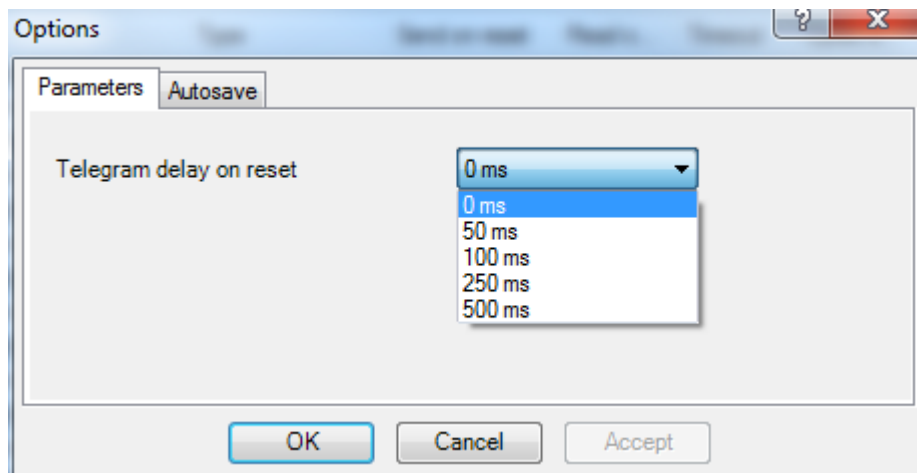 Options
Parameters
Autosave
Telegram delay on reset
0 ms
0 ms
50 ms
100 ms
250 ms
500 ms
OK
Cancel
Accept